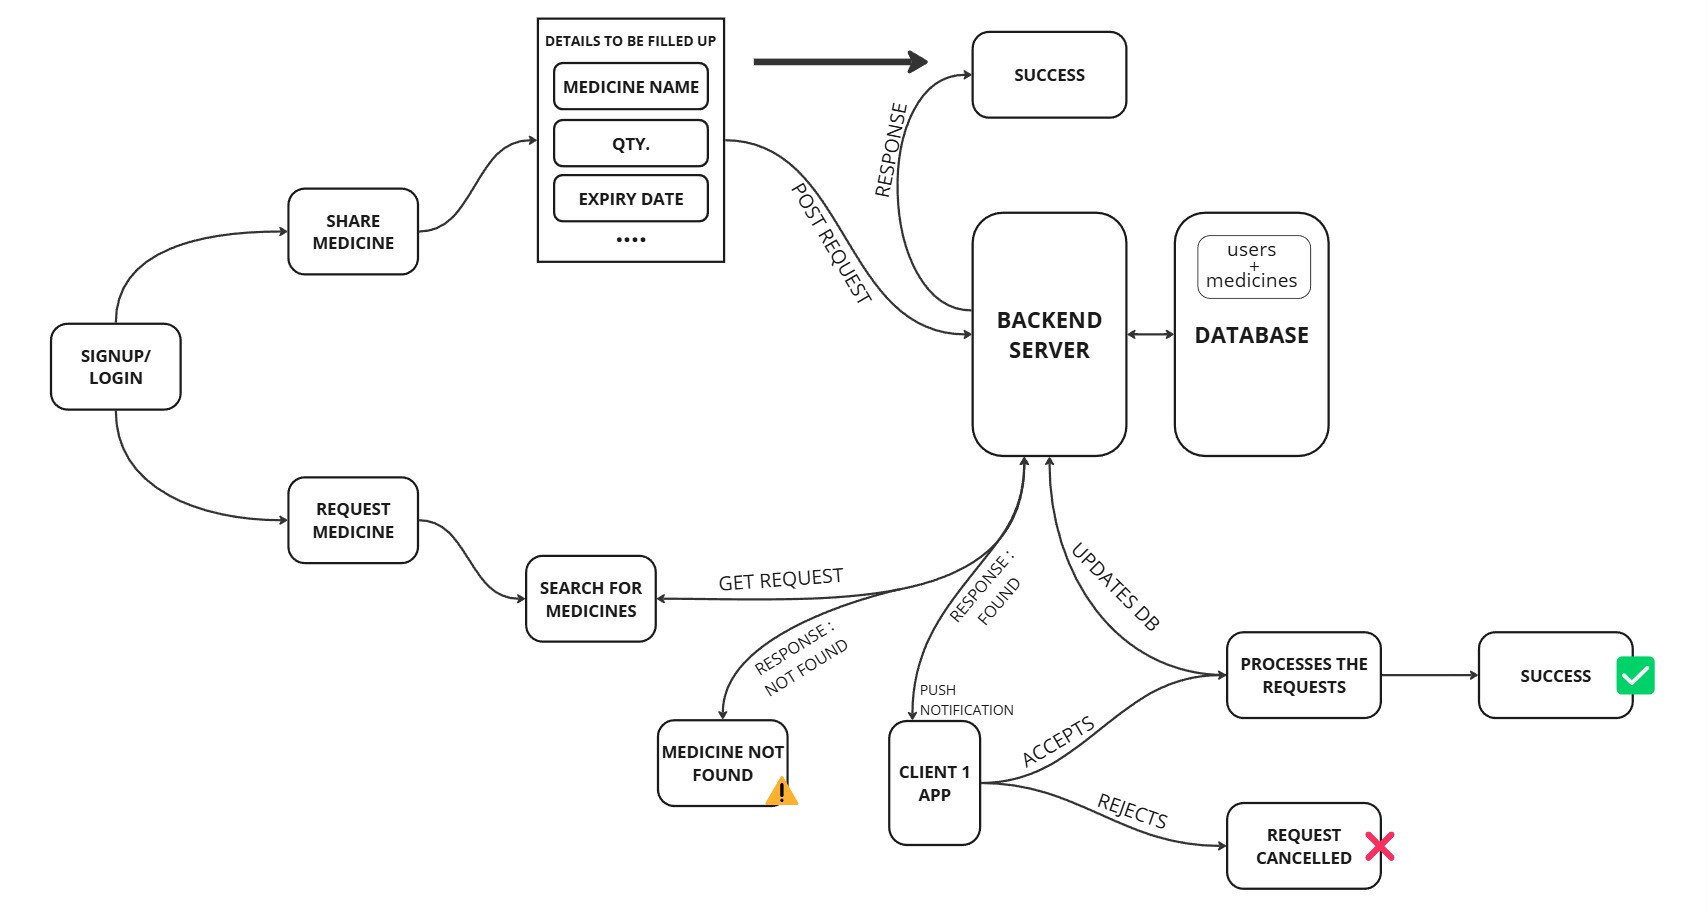 DETAILS TO BE FILLED UP
MEDICINE NAME
QTY.
EXPIRY DATE
••••
SUCCESS
RESPONSE
POST REQUEST
SHARE
MEDICINE
SIGNUP/
LOGIN
BACKEND
SERVER
users
+
medicines
DATABASE
REQUEST
MEDICINE
SEARCH FOR
MEDICINES
GET REQUEST
RESPONSE :
NOT FOUND
RESPONSE :
FOUND
UPDATES DB
MEDICINE NOT
FOUND
PUSH
NOTIFICATION
CLIENT 1
APP
ACCEPTS
REJECTS
PROCESSES THE
REQUESTS
SUCCESS
REQUEST
CANCELLED